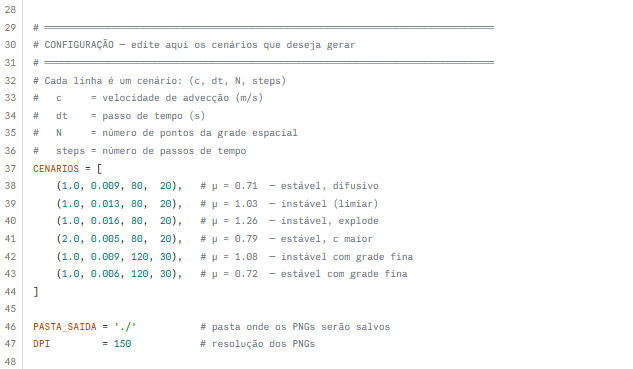 28
29 # ══════════════════════════════════════════════════════════════
30 # CONFIGURAÇÃO — edite aqui os cenários que deseja gerar
31 # ══════════════════════════════════════════════════════════════
32 # Cada linha é um cenário: (c, dt, N, steps)
33 #   c     = velocidade de advecção (m/s)
34 #   dt    = passo de tempo (s)
35 #   N     = número de pontos da grade espacial
36 #   steps = número de passos de tempo
37 CENARIOS = [
38     (1.0, 0.009, 80,  20),   # μ = 0.71  — estável, difusivo
39     (1.0, 0.013, 80,  20),   # μ = 1.03  — instável (limiar)
40     (1.0, 0.016, 80,  20),   # μ = 1.26  — instável, explode
41     (2.0, 0.005, 80,  20),   # μ = 0.79  — estável, c maior
42     (1.0, 0.009, 120, 30),   # μ = 1.08  — instável com grade fina
43     (1.0, 0.006, 120, 30),   # μ = 0.72  — estável com grade fina
44 ]
45
46 PASTA_SAIDA = './'           # pasta onde os PNGs serão salvos
47 DPI         = 150            # resolução dos PNGs
48